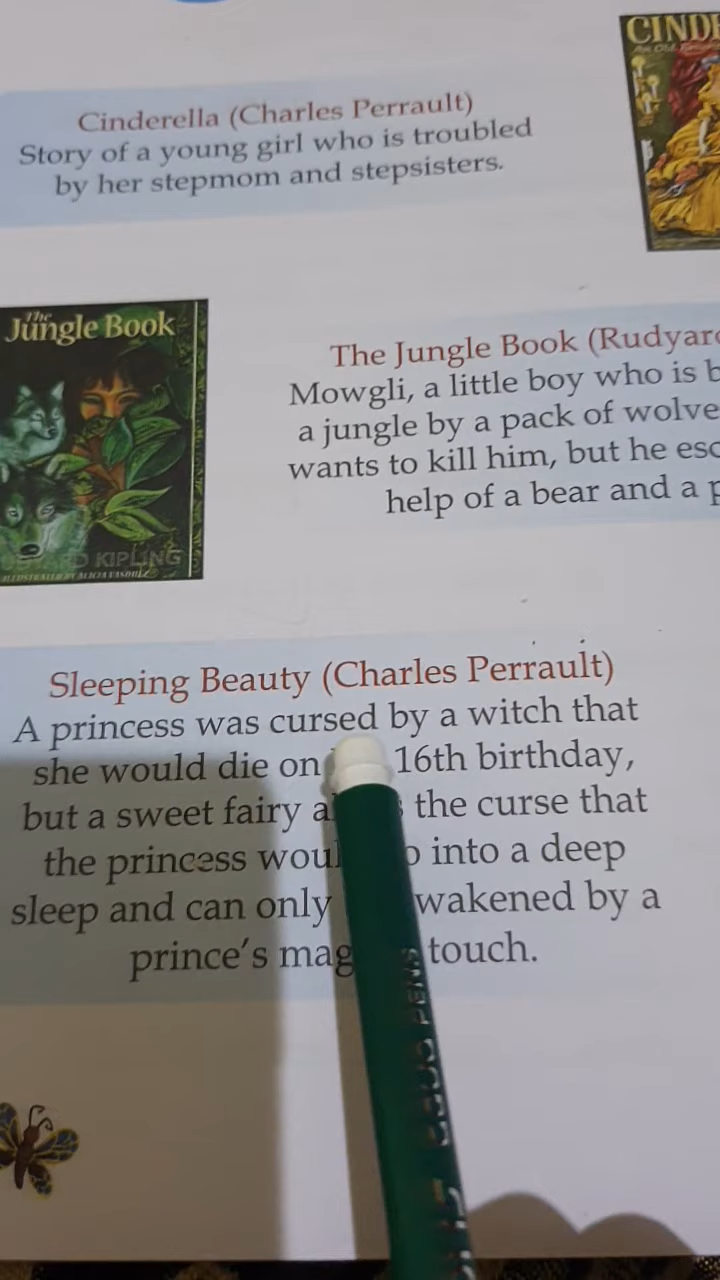 CIND
Cinderella (Charles Perrault)
Story of a young girl who is troubled
by her stepmom and stepsisters.
The
Jungle Book
KIPLING
The Jungle Book (Rudyar
Mowgli, a little boy who is b
a jungle by a pack of wolve
wants to kill him, but he esc
help of a bear and a p
Sleeping Beauty (Charles Perrault)
A princess was cursed by a witch that
she would die on 16th birthday,
but a sweet fairy a the curse that
the princess woul o into a deep
sleep and can only wakened by a
prince's mag touch.
PENS